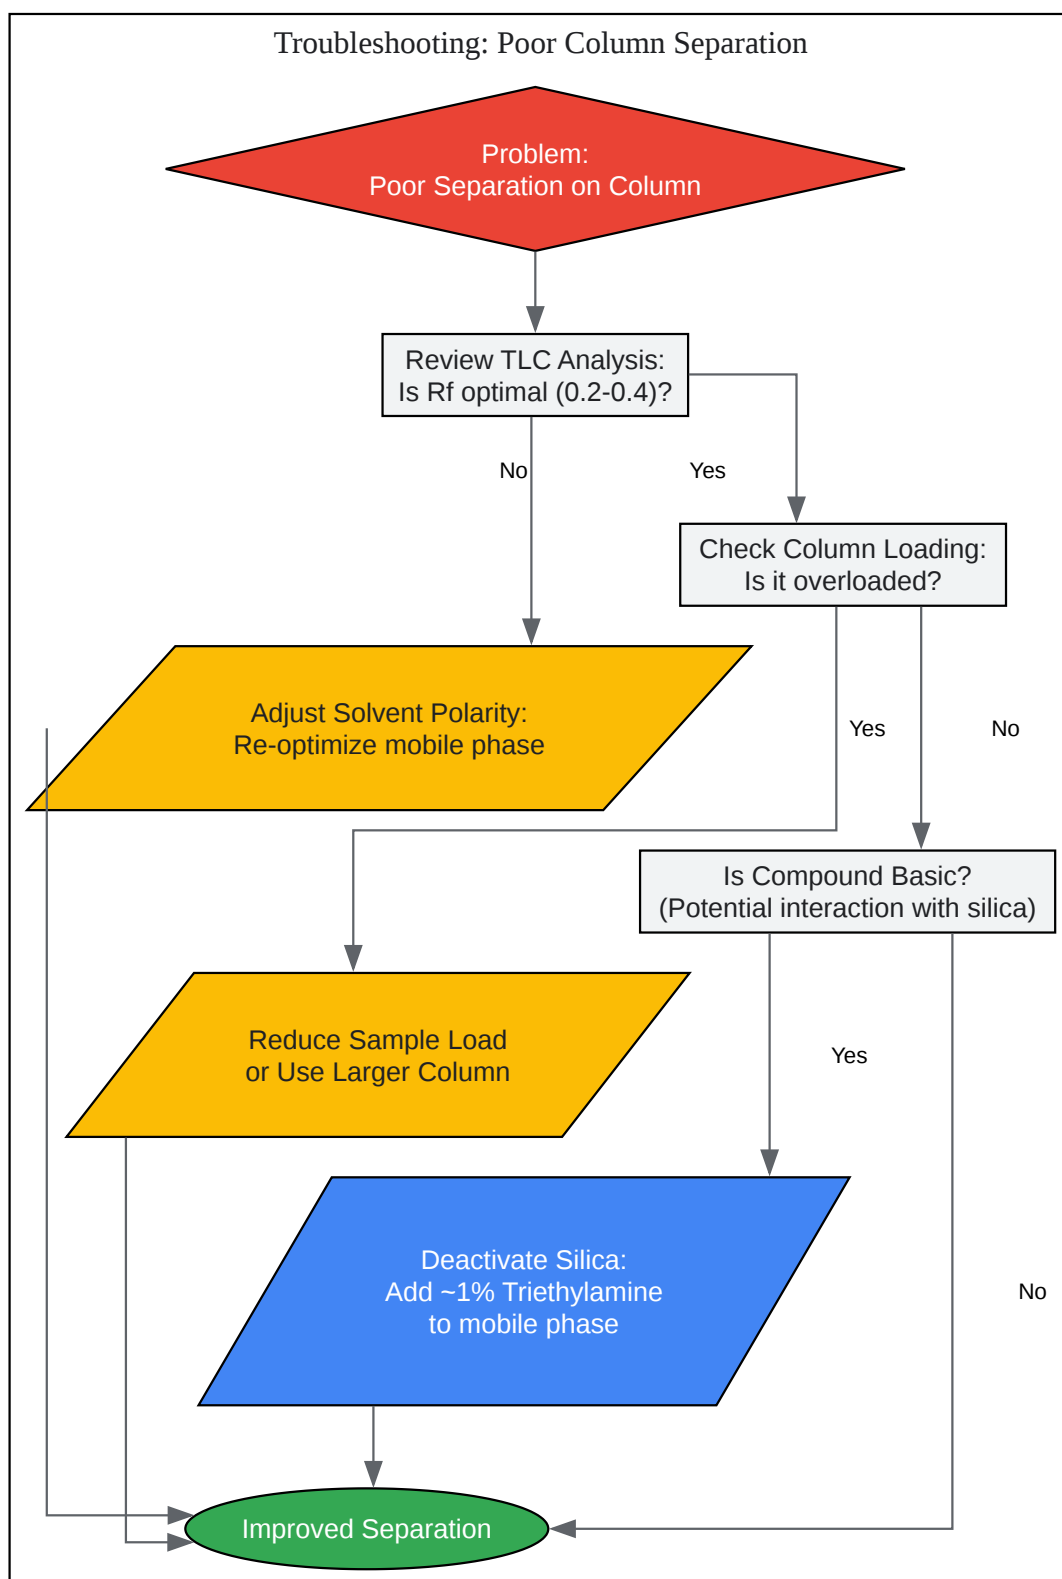 Troubleshooting: Poor Column Separation
Problem:
Poor Separation on Column
Review TLC Analysis:
Is Rf optimal (0.2-0.4)?
No
Yes
Check Column Loading:
Is it overloaded?
Adjust Solvent Polarity:
Re-optimize mobile phase
Yes
No
Is Compound Basic?
(Potential interaction with silica)
Reduce Sample Load
or Use Larger Column
Yes
Deactivate Silica:
Add ~1% Triethylamine
to mobile phase
No
Improved Separation